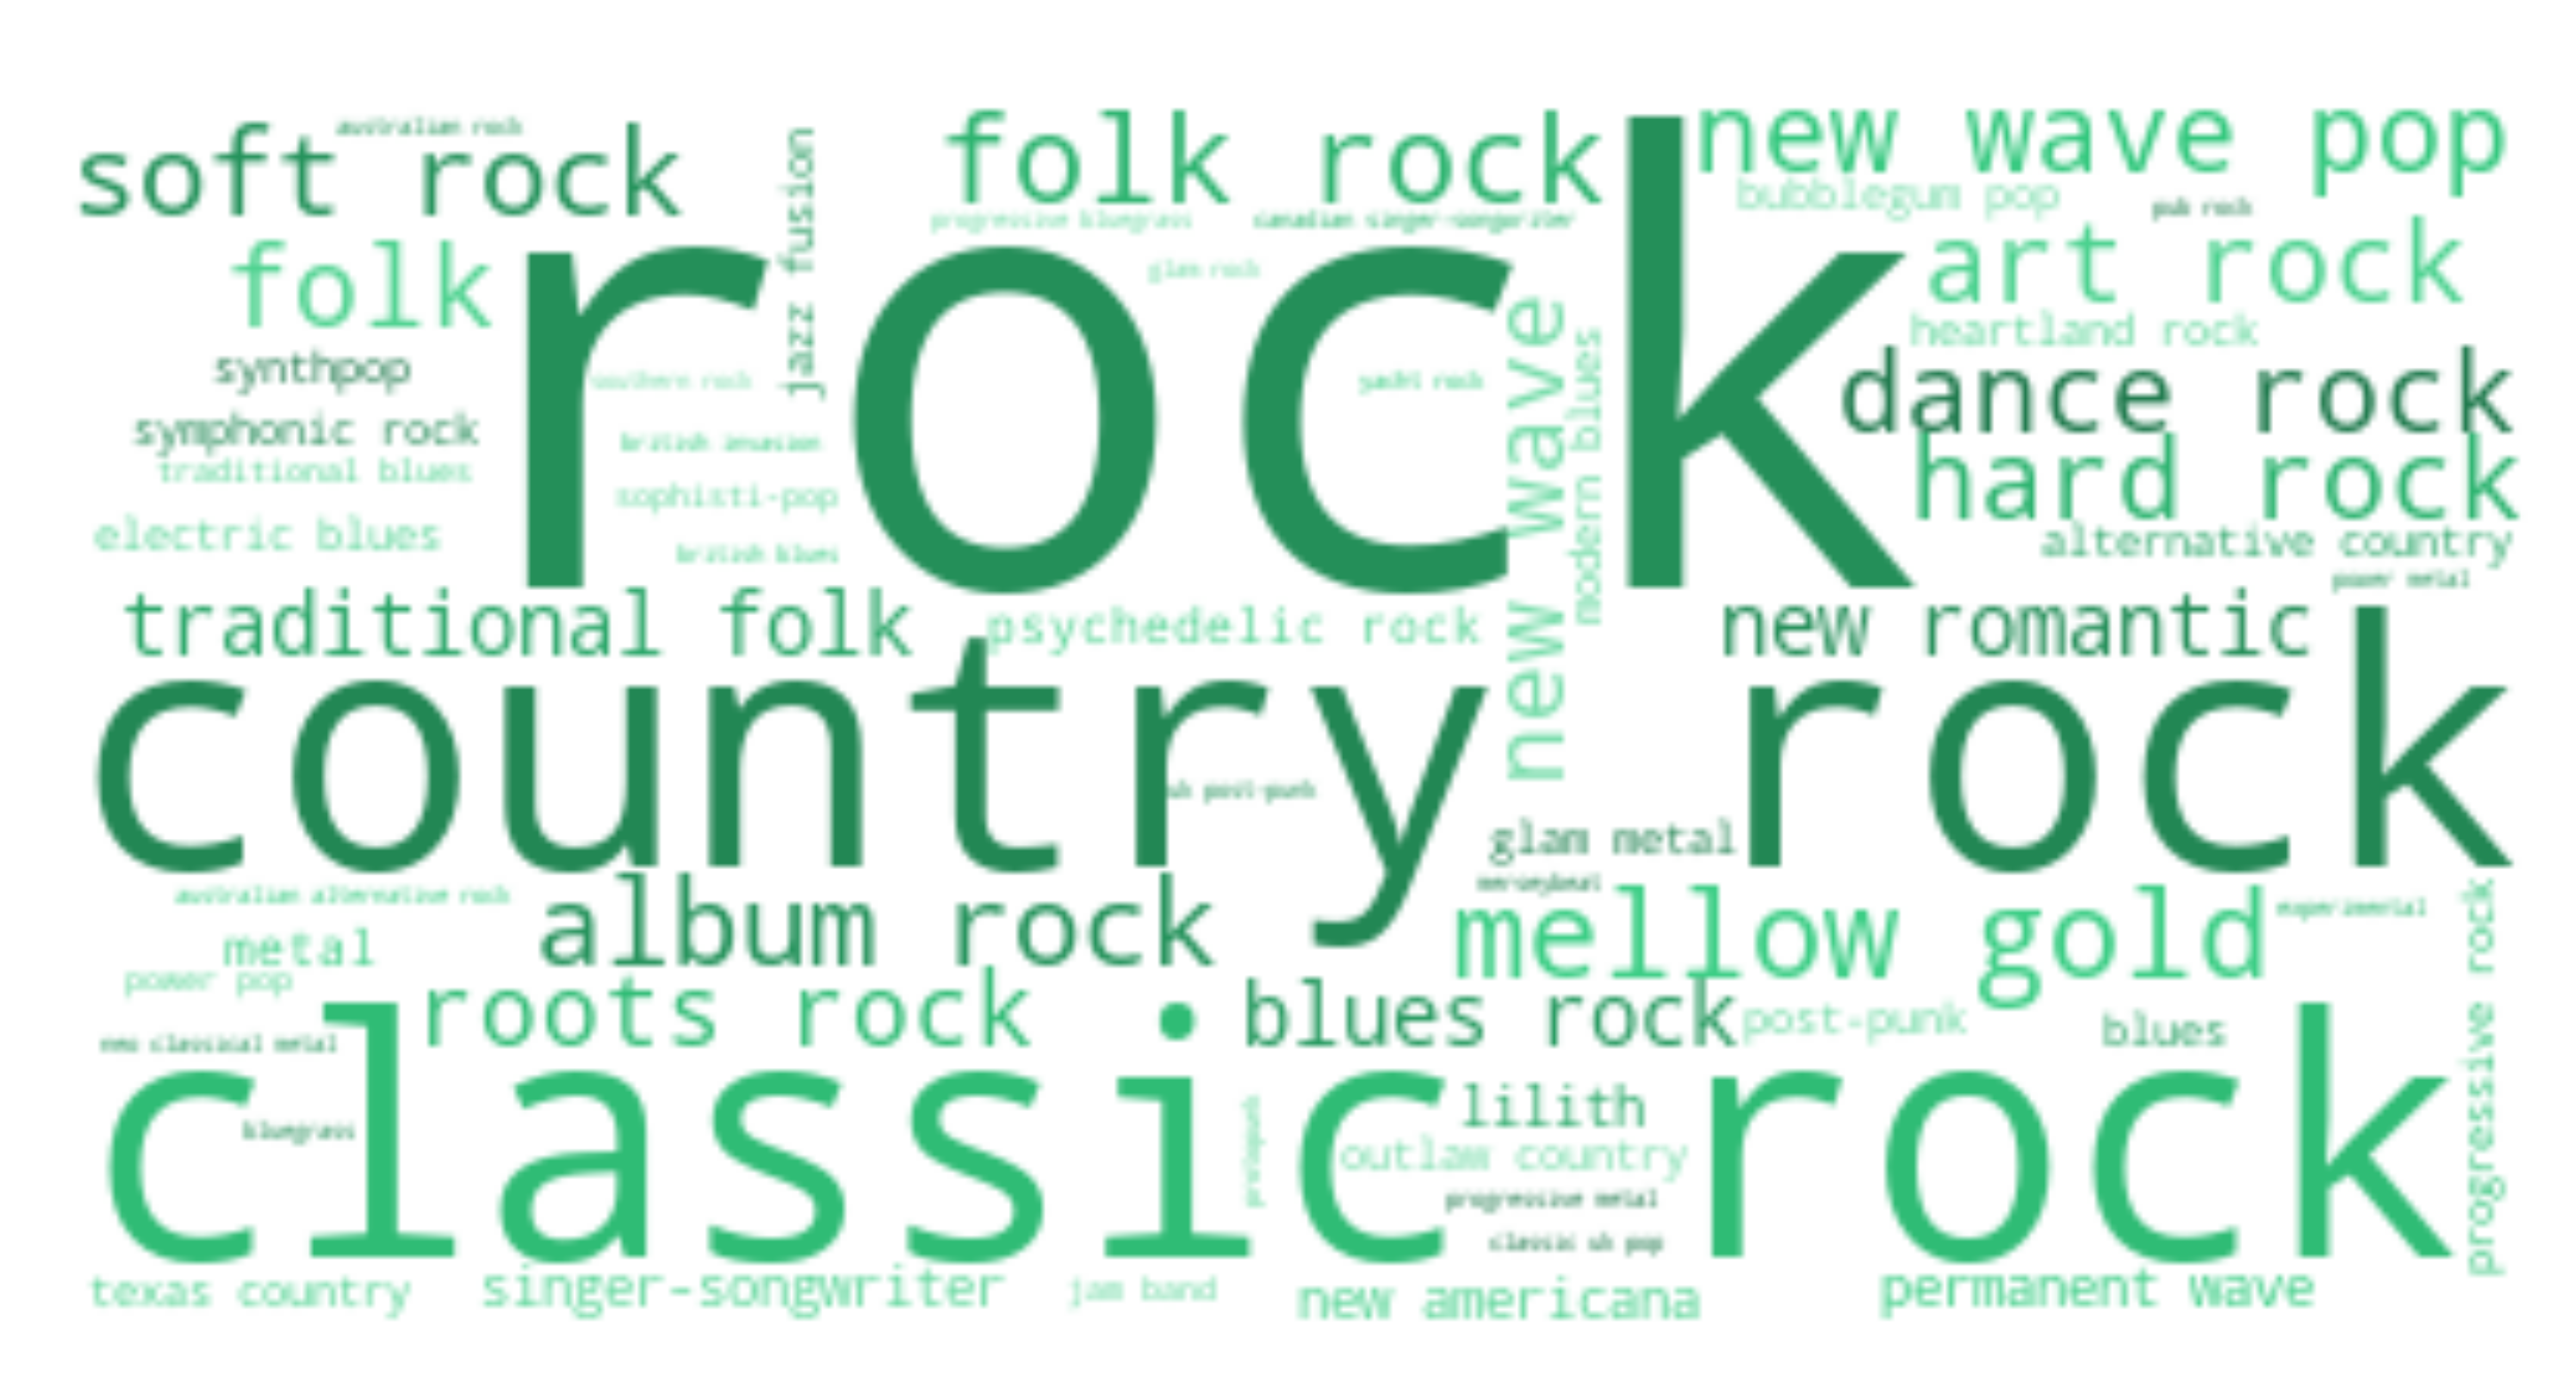 australian rock
soft rock
folk rock
new wave pop
jazz fusion
bubblegum pop
pub rock
progressive bluegrass
canadian singer-songwriter
folk
rock
glam rock
art rock
heartland rock
synthpop
southern rock
yacht rock
new wave
modern blues
dance rock
symphonic rock
british invasion
traditional blues
sophisti-pop
hard rock
electric blues
british blues
alternative country
power metal
traditional folk
psychedelic rock
new romantic
country rock
uk post-punk
glam metal
merseybeat
australian alternative rock
album rock
mellow gold
experimental
progressive rock
metal
power pop
roots rock
blues rock
post-punk
blues
neo classical metal
classic rock
bluegrass
protopunk
lilith
outlaw country
progressive metal
classic uk pop
texas country
singer-songwriter
jam band
new americana
permanent wave